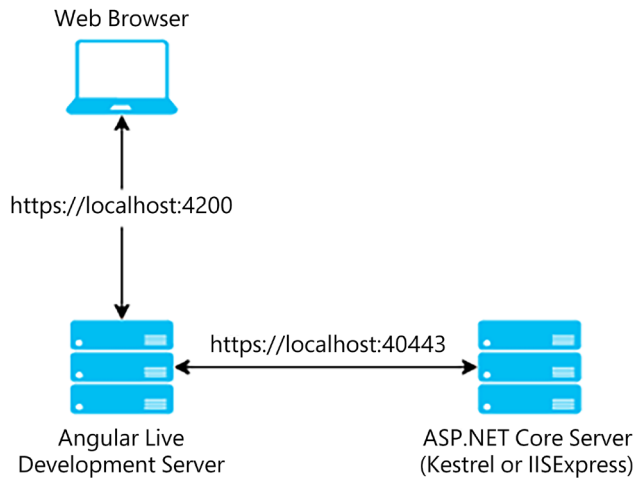 Web Browser
https://localhost:4200
https://localhost:40443
Angular Live
Development Server
ASP.NET Core Server
(Kestrel or IISExpress)